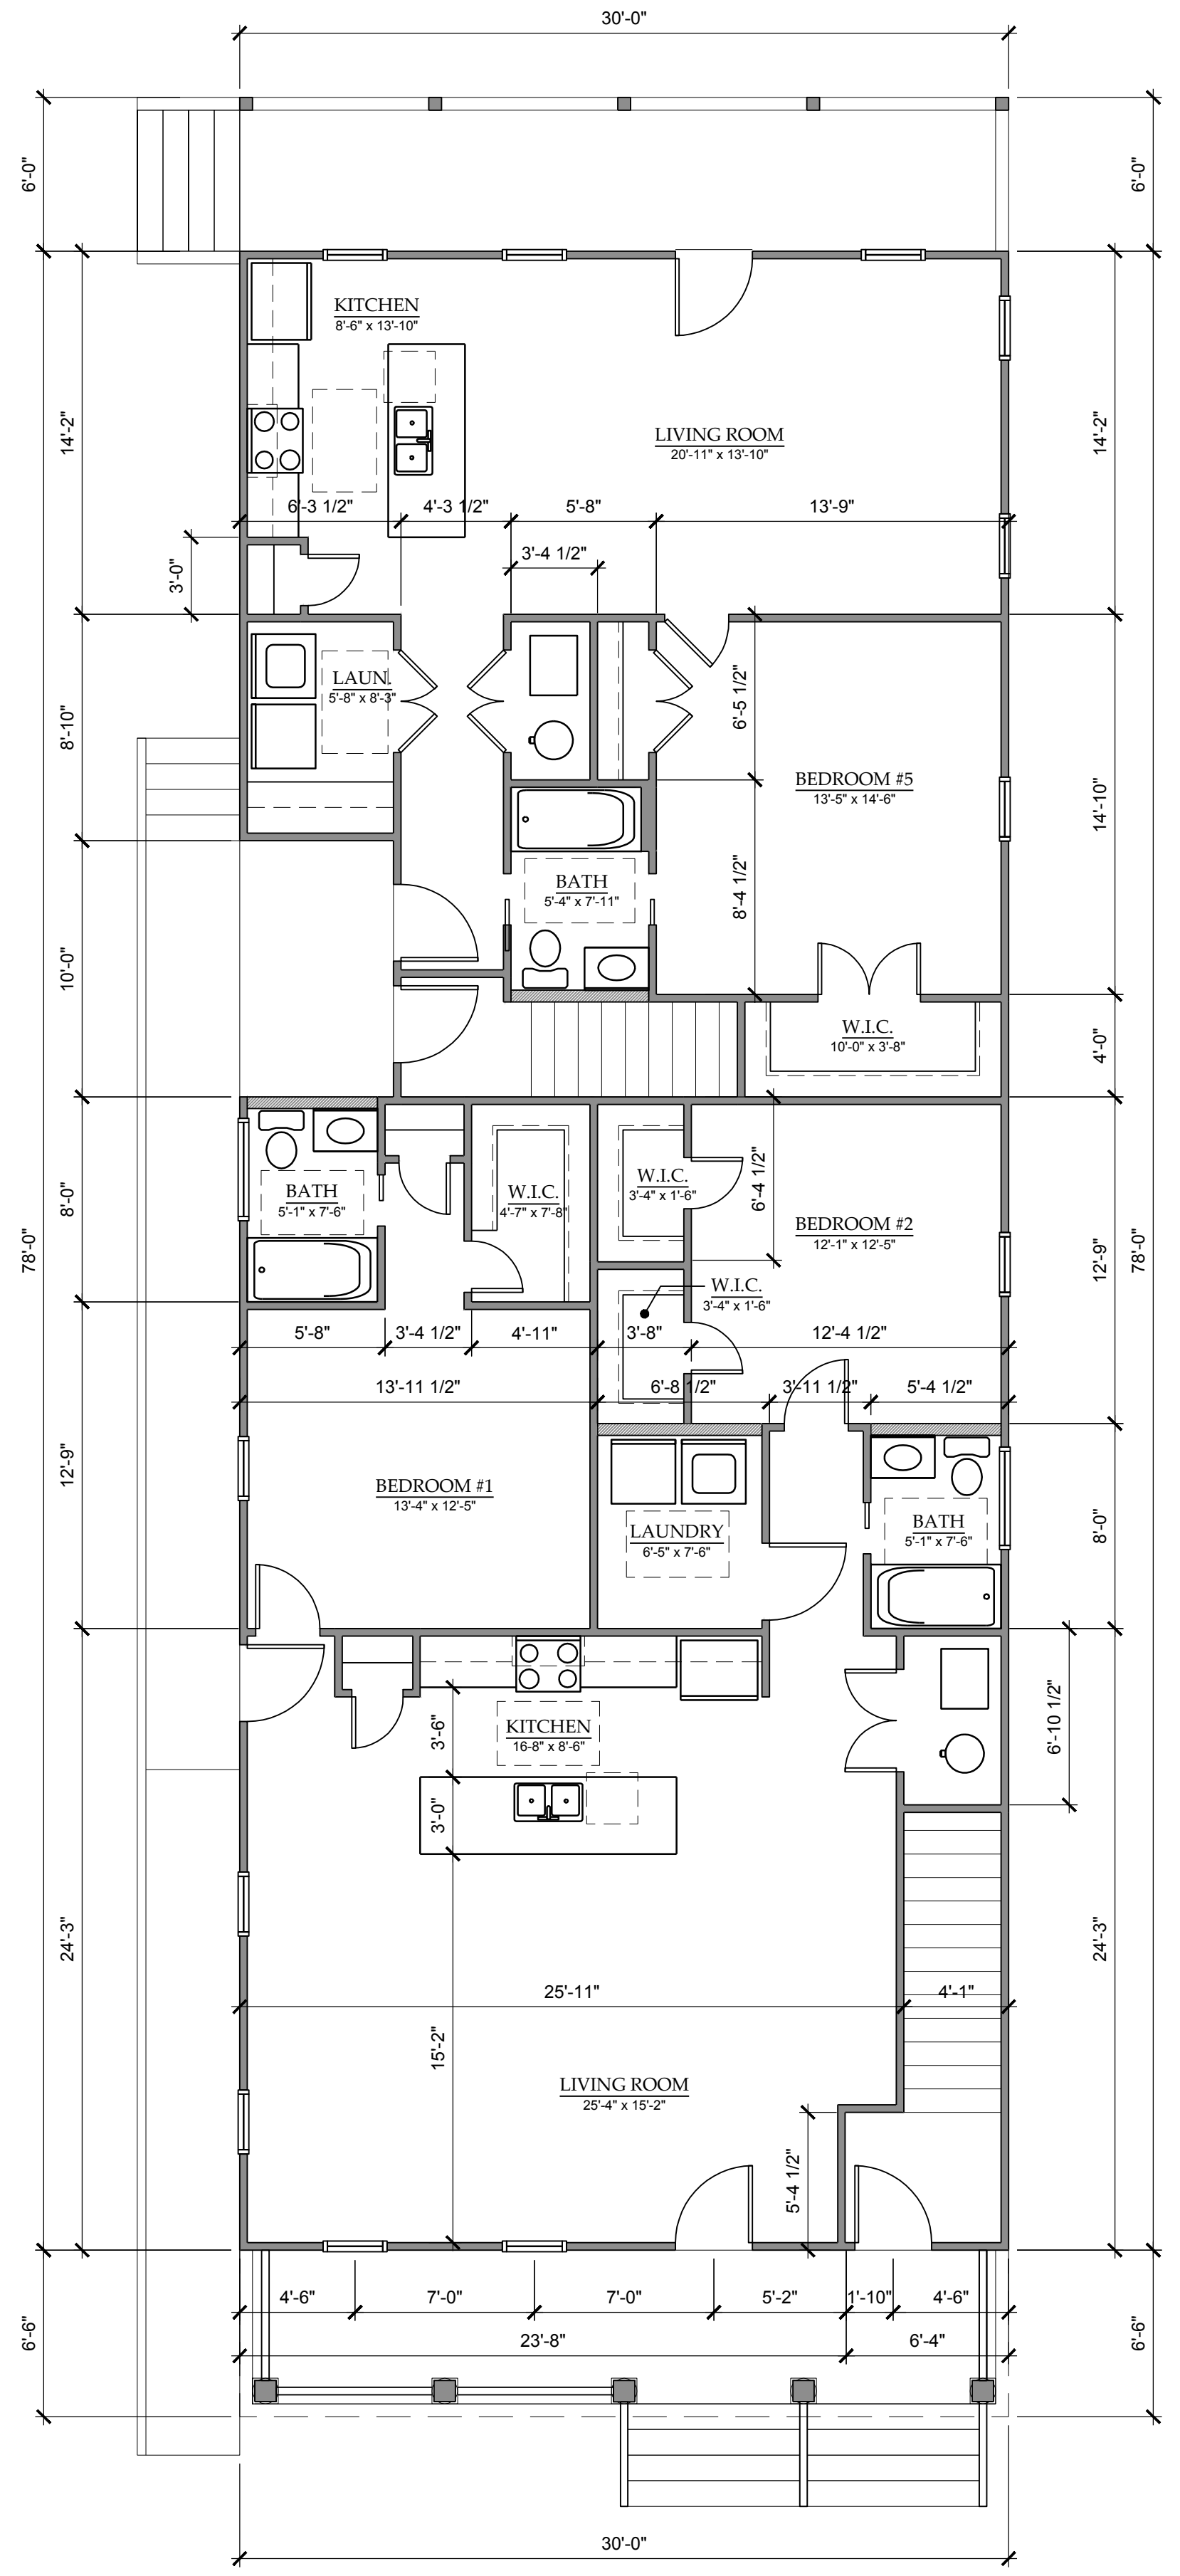 30'-0"
6'-0"
6'-0"
KITCHEN
8'-6" x 13'-10"
14'-2"
14'-2"
LIVING ROOM
20'-11" x 13'-10"
6'-3 1/2"
4'-3 1/2"
5'-8"
13'-9"
3'-4 1/2"
3'-0"
LAUN.
5'-8" x 8'-3"
6'-5 1/2"
8'-10"
BEDROOM #5
13'-5" x 14'-6"
14'-10"
BATH
5'-4" x 7'-11"
8'-4 1/2"
10'-0"
W.I.C.
10'-0" x 3'-8"
4'-0"
BATH
5'-1" x 7'-6"
W.I.C.
4'-7" x 7'-8"
W.I.C.
3'-4" x 1'-6"
6'-4 1/2"
8'-0"
BEDROOM #2
12'-1" x 12'-5"
78'-0"
12'-9"
78'-0"
W.I.C.
3'-4" x 1'-6"
5'-8"
3'-4 1/2"
4'-11"
3'-8"
12'-4 1/2"
13'-11 1/2"
6'-8 1/2"
3'-11 1/2"
5'-4 1/2"
12'-9"
BEDROOM #1
13'-4" x 12'-5"
LAUNDRY
6'-5" x 7'-6"
BATH
5'-1" x 7'-6"
8'-0"
KITCHEN
16-8" x 8'-6"
3'-6"
6'-10 1/2"
3'-0"
24'-3"
24'-3"
25'-11"
4'-1"
15'-2"
LIVING ROOM
25'-4" x 15'-2"
5'-4 1/2"
4'-6"
7'-0"
7'-0"
5'-2"
1'-10"
4'-6"
6'-6"
23'-8"
6'-4"
6'-6"
30'-0"